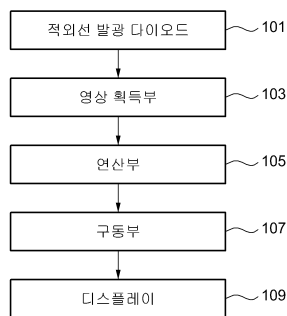 적외선 발광 다이오드 101
영상 획득부 103
연산부 105
구동부 107
디스플레이 109